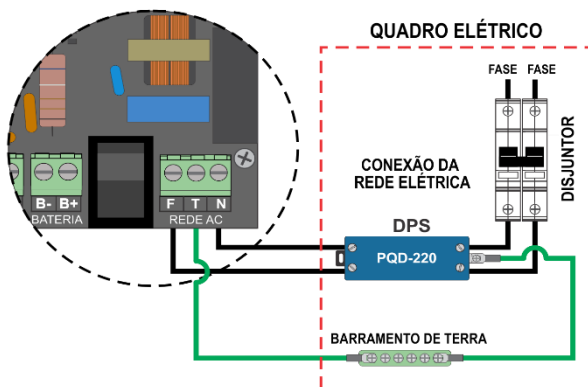 QUADRO ELÉTRICO
FASE FASE
DISJUNTOR
CONEXÃO DA
REDE ELÉTRICA
DPS
PQD-220
B- B+
BATERIA
F T N
REDE AC
BARRAMENTO DE TERRA